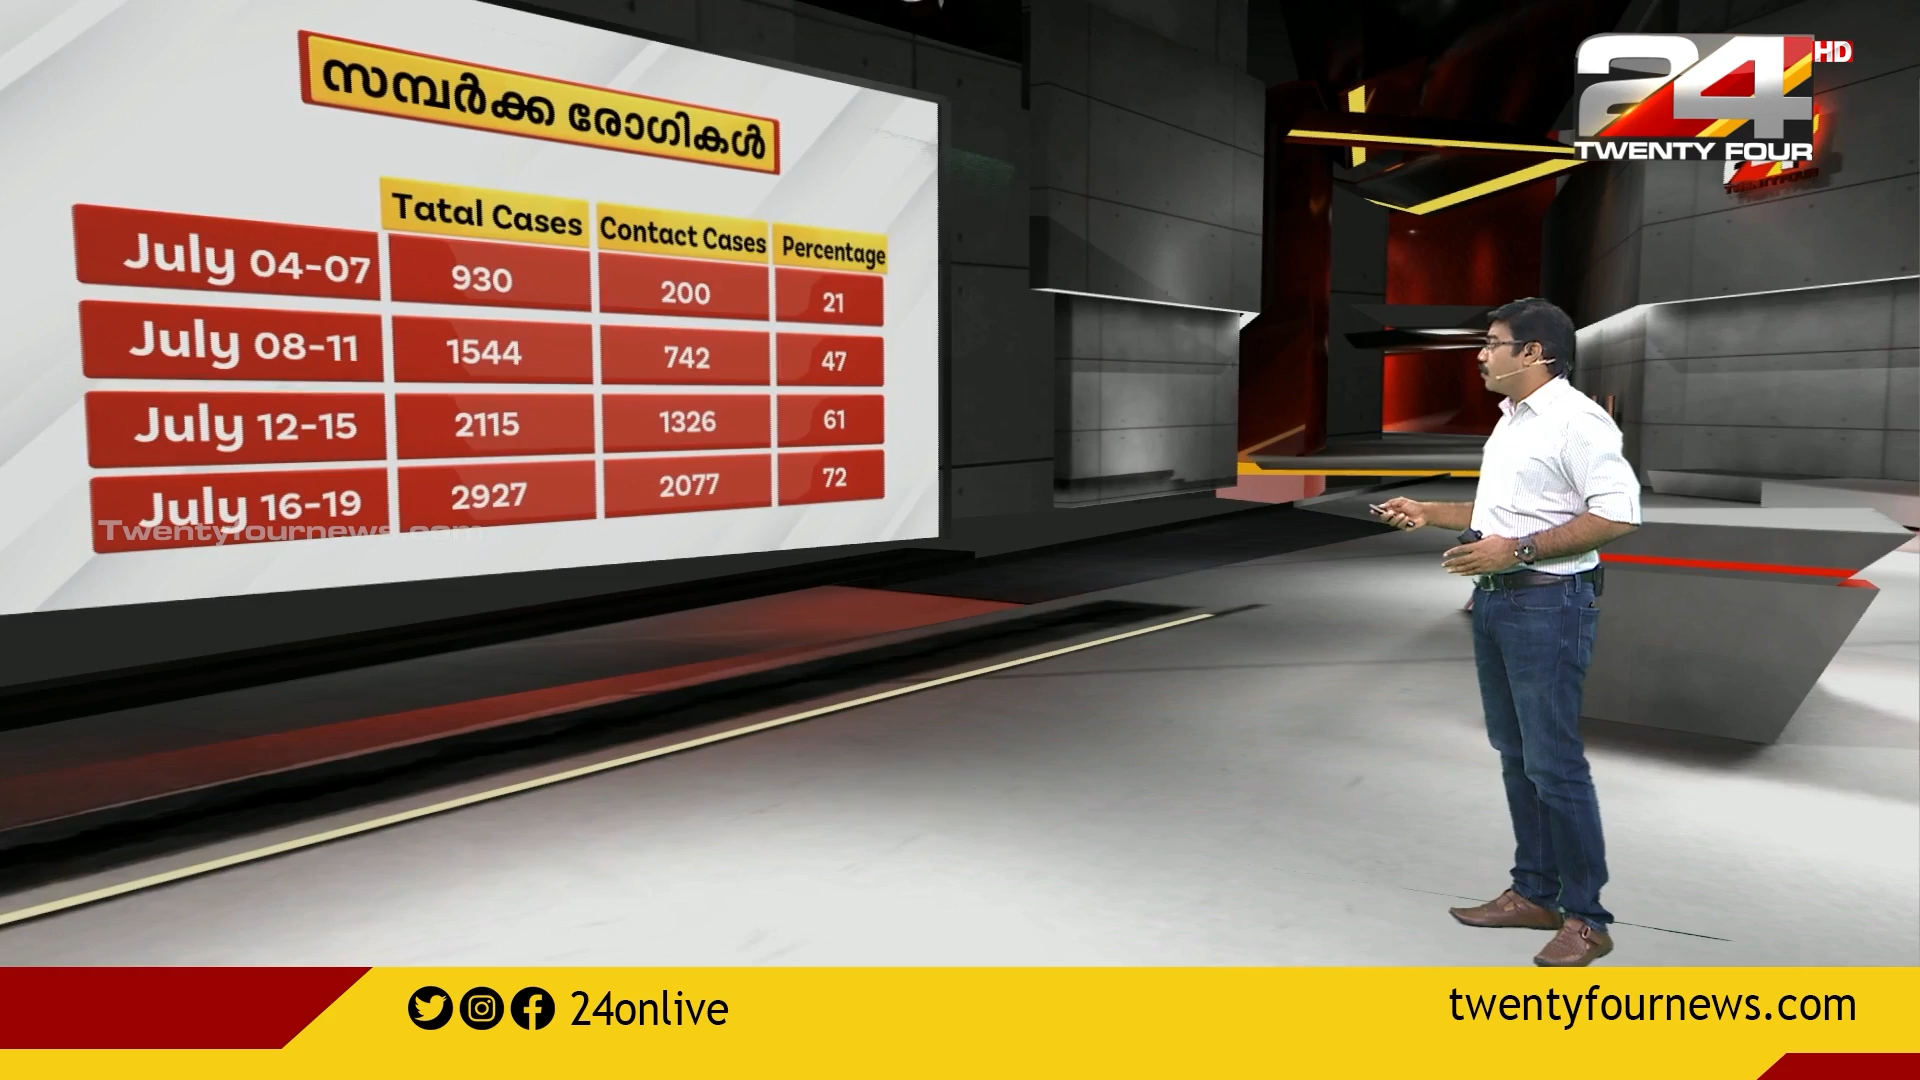 സമ്പർക്ക രോഗികൾ
Tatal Cases Contact Cases Percentage
July 04-07 930 200 21
July 08-11 1544 742 47
July 12-15 2115 1326 61
July 16-19 2927 2077 72
Twentyfournews.com
24 HD
TWENTY FOUR
24onlive
twentyfournews.com